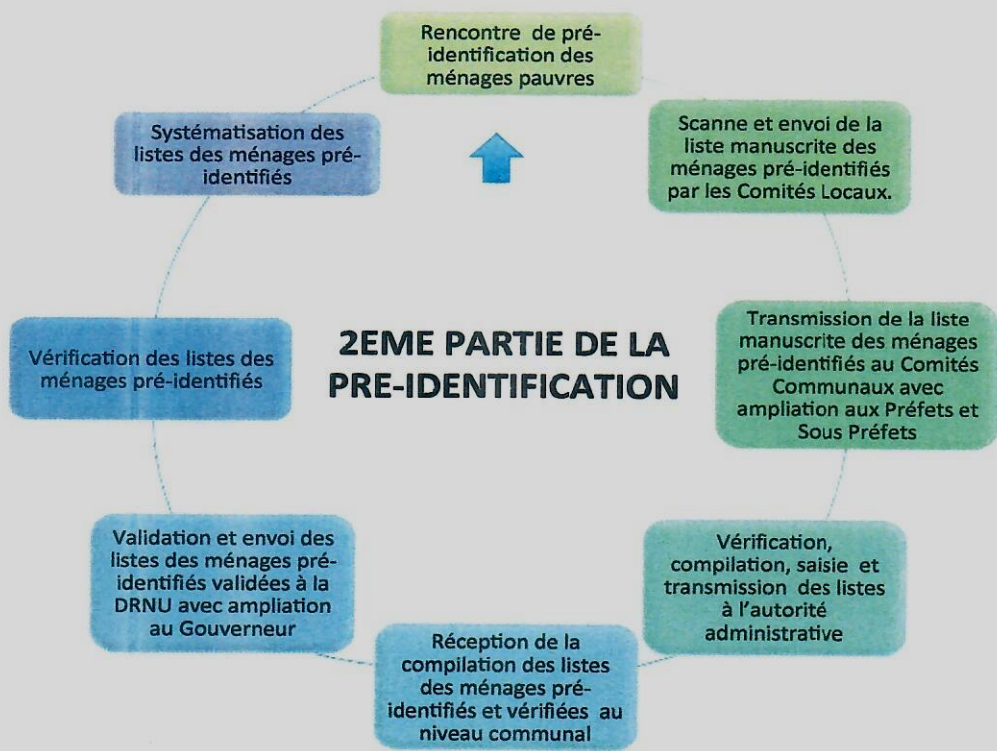 Rencontre de pré-
identification des
ménages pauvres
Scanne et envoi de la
liste manuscrite des
ménages pré-identifiés
par les Comités Locaux.
Transmission de la liste
manuscrite des ménages
pré-identifiés au Comités
Communaux avec
ampliation aux Préfets et
Sous Préfets
Vérification,
compilation, saisie et
transmission des listes
à l'autorité
administrative
Réception de la
compilation des listes
des ménages pré-
identifiés et vérifiées au
niveau communal
Validation et envoi des
listes des ménages pré-
identifiés validées à la
DRNU avec ampliation
au Gouverneur
Vérification des listes des
ménages pré-identifiés
Systématisation des
listes des ménages pré-
identifiés
2EME PARTIE DE LA
PRE-IDENTIFICATION